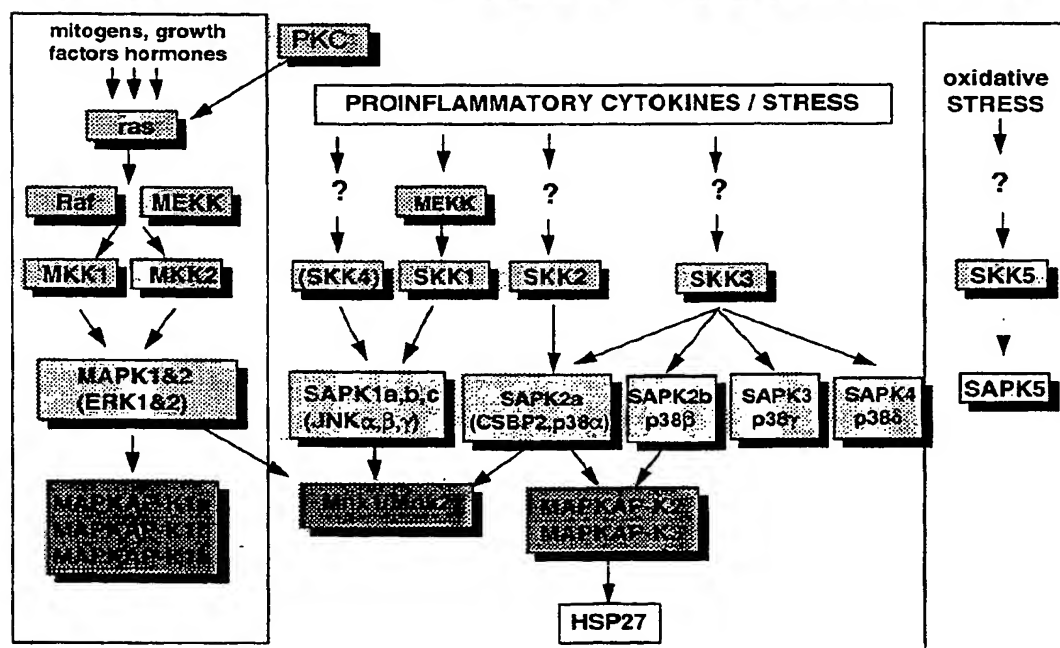 mitogens, growth
factors hormones
PKC
PROINFLAMMATORY CYTOKINES / STRESS
oxidative
STRESS
ras
? ? ? ?
Raf MEKK MEKK
MKK1 MKK2 (SKK4) SKK1 SKK2 SKK3 SKK5
MAPK1&2
(ERK1&2)
SAPK1a,b,c
(JNKα,β,γ)
SAPK2a
(CSBP2,p38α)
SAPK2b
p38β
SAPK3
p38γ
SAPK4
p38δ
SAPK5
MAPKAP-K2
MAPKAP-K3
HSP27